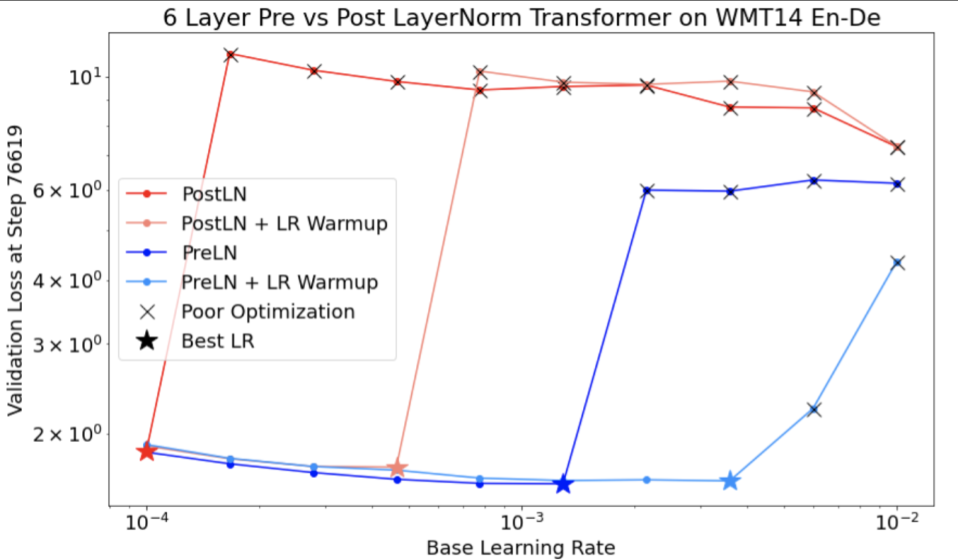 6 Layer Pre vs Post LayerNorm Transformer on WMT14 En-De
Validation Loss at Step 76619
10¹
6 × 10⁰
4 × 10⁰
3 × 10⁰
2 × 10⁰
PostLN
PostLN + LR Warmup
PreLN
PreLN + LR Warmup
Poor Optimization
Best LR
10⁻⁴
10⁻³
10⁻²
Base Learning Rate